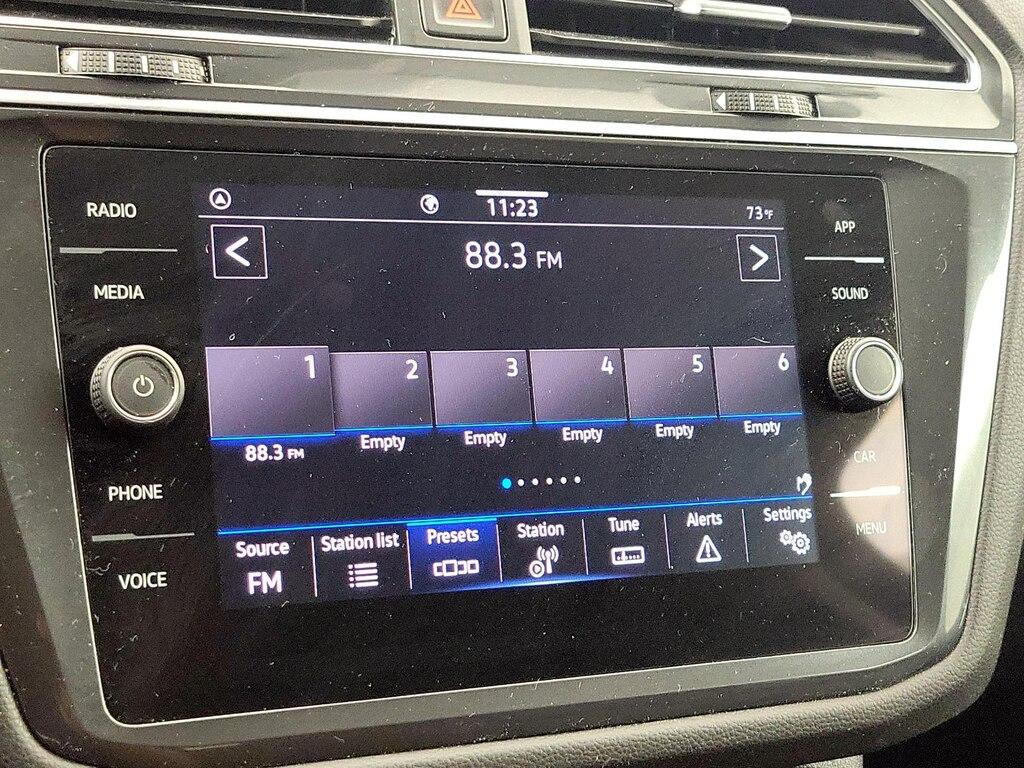 RADIO
MEDIA
PHONE
VOICE
11:23
73°F
88.3 FM
1
2
3
4
5
6
88.3 FM
Empty
Empty
Empty
Empty
Empty
Source
FM
Station list
Presets
Station
Tune
Alerts
Settings
APP
SOUND
CAR
MENU